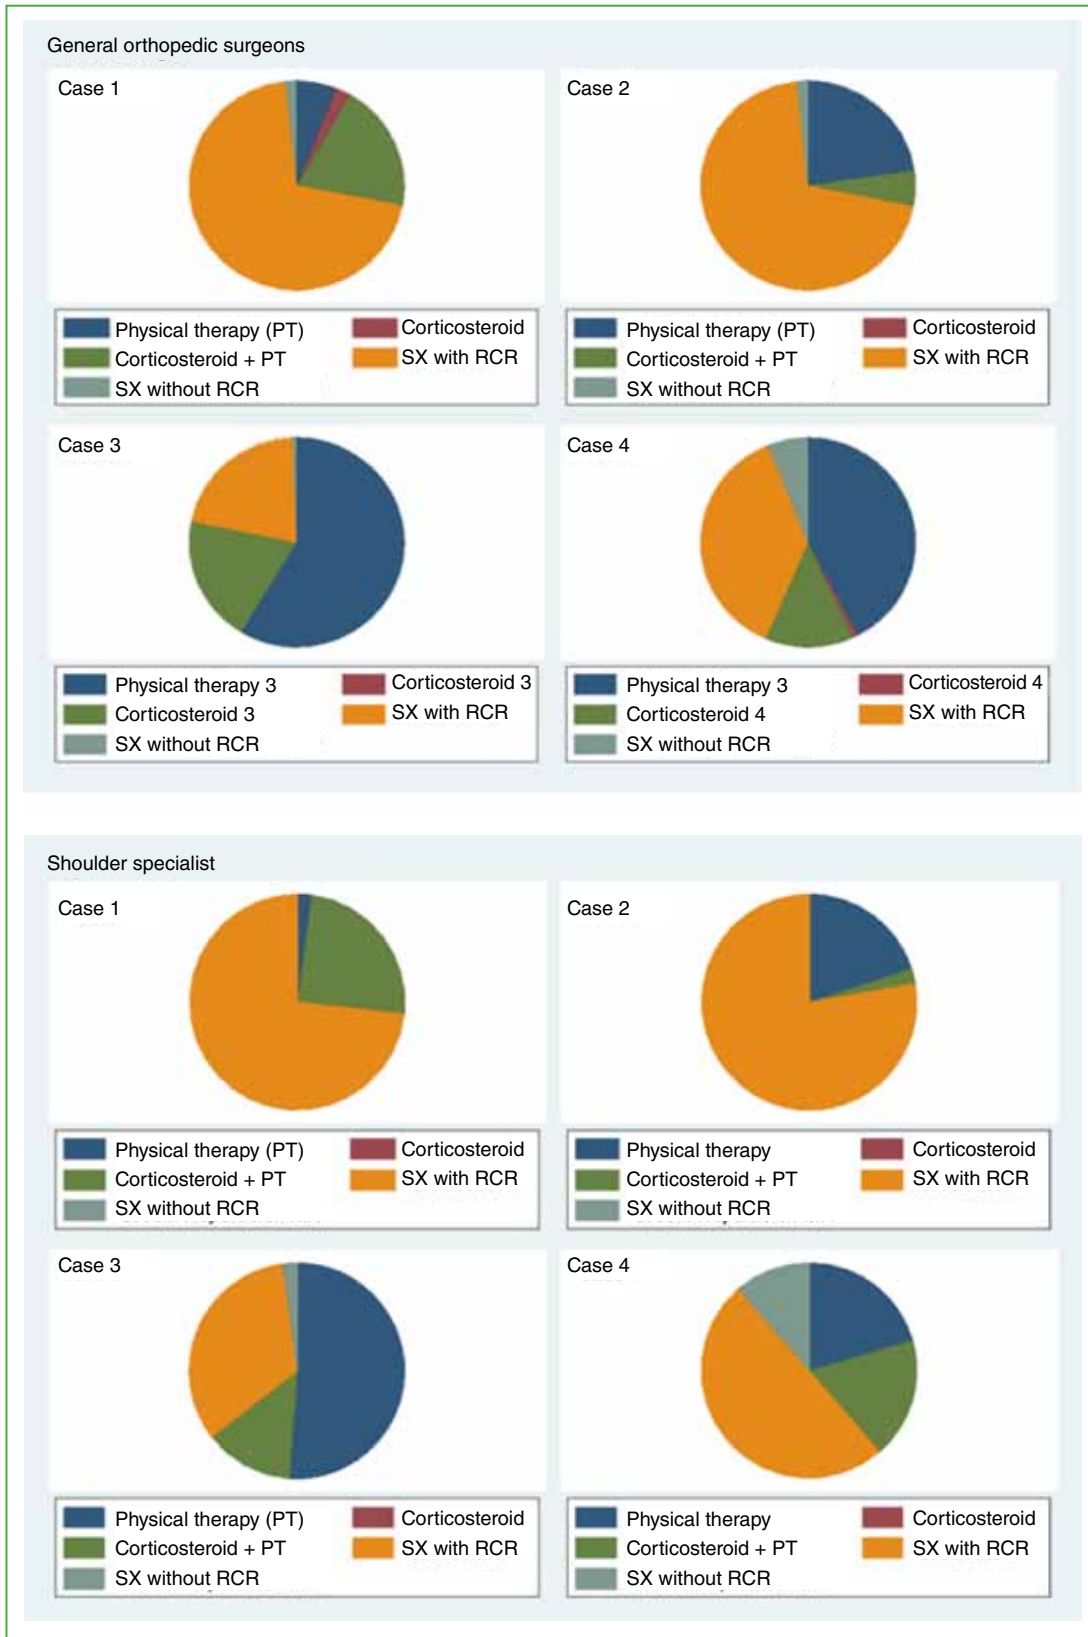 General orthopedic surgeons
Case 1
Case 2
Physical therapy (PT) Corticosteroid
Corticosteroid + PT SX with RCR
SX without RCR
Physical therapy (PT) Corticosteroid
Corticosteroid + PT SX with RCR
SX without RCR
Case 3
Case 4
Physical therapy 3 Corticosteroid 3
Corticosteroid 3 SX with RCR
SX without RCR
Physical therapy 3 Corticosteroid 4
Corticosteroid 4 SX with RCR
SX without RCR
Shoulder specialist
Case 1
Case 2
Physical therapy (PT) Corticosteroid
Corticosteroid + PT SX with RCR
SX without RCR
Physical therapy Corticosteroid
Corticosteroid + PT SX with RCR
SX without RCR
Case 3
Case 4
Physical therapy (PT) Corticosteroid
Corticosteroid + PT SX with RCR
SX without RCR
Physical therapy Corticosteroid
Corticosteroid + PT SX with RCR
SX without RCR